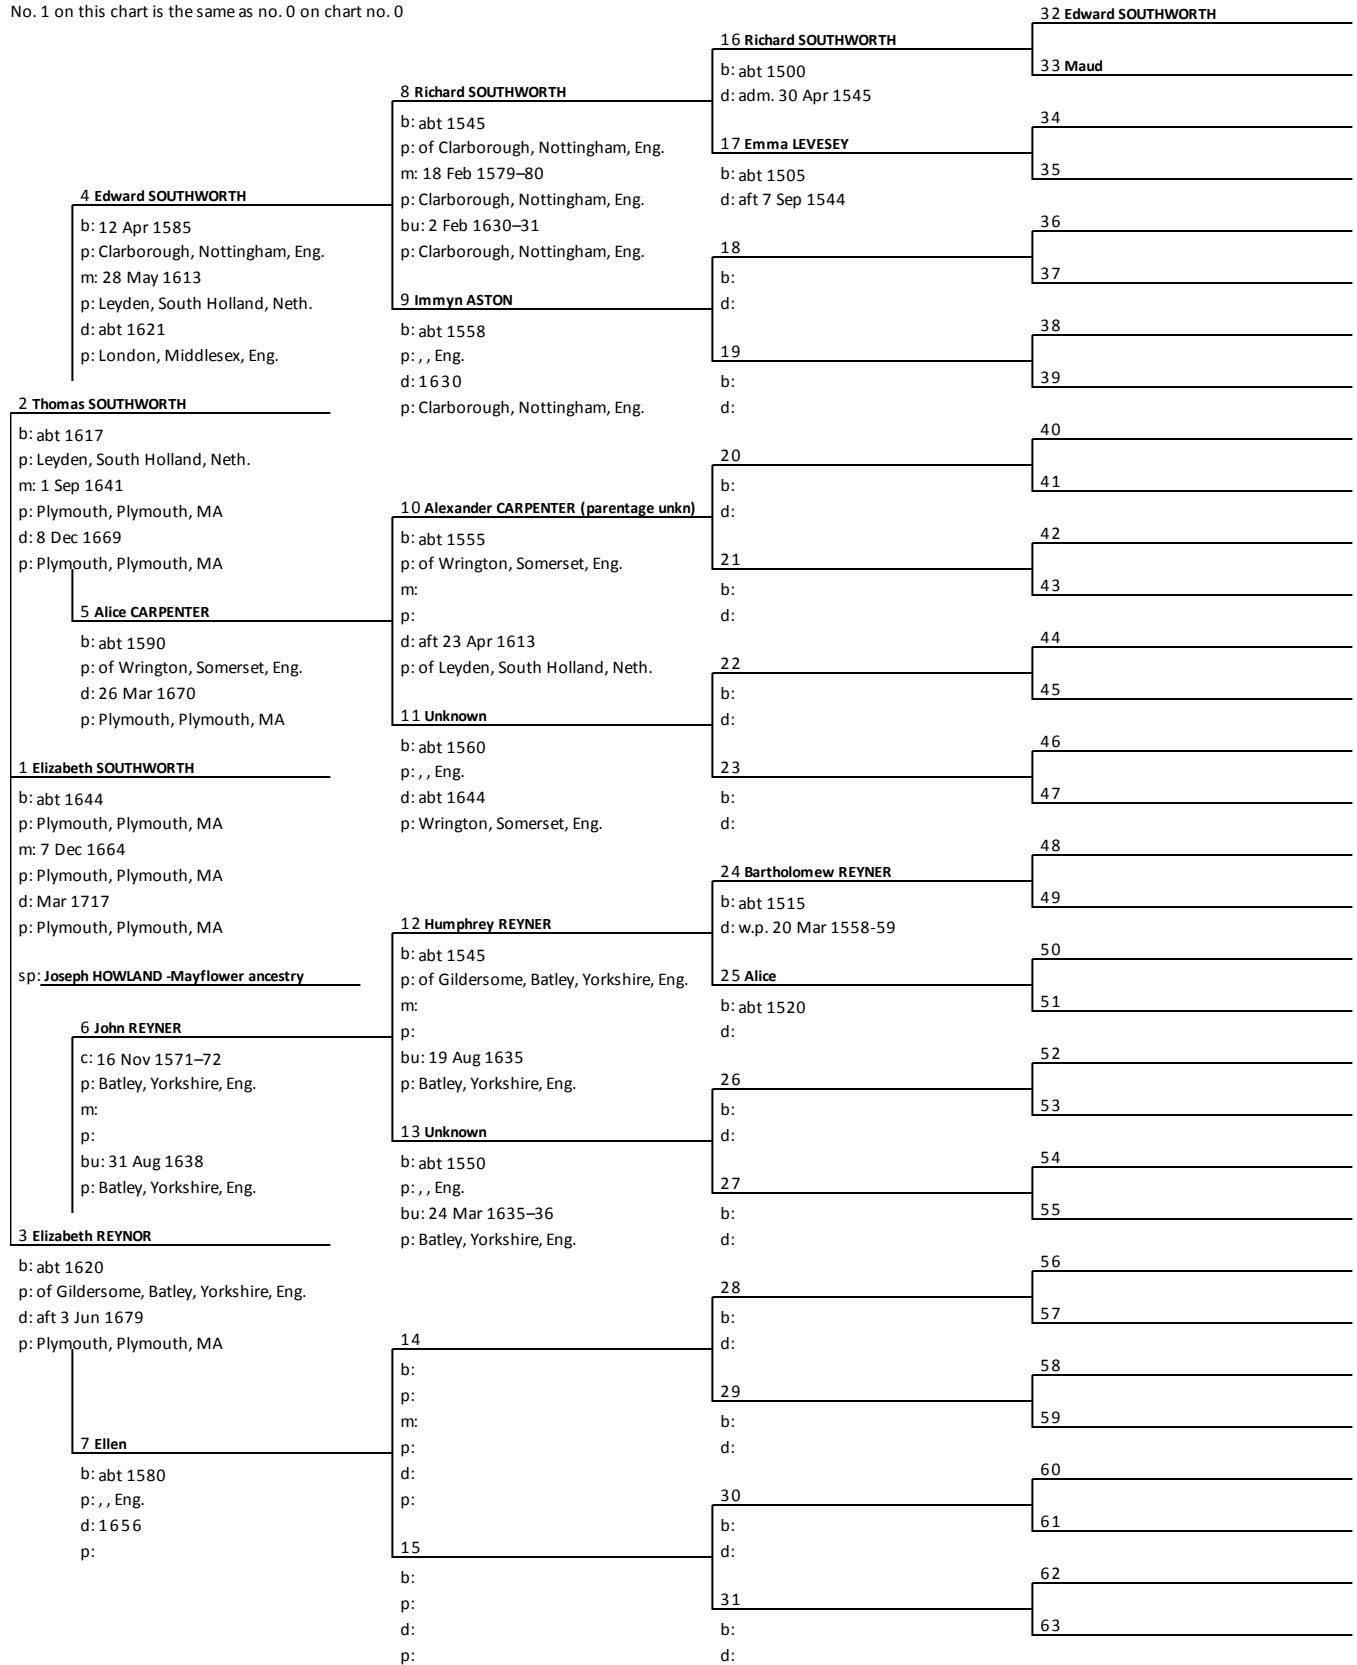 No. 1 on this chart is the same as no. 0 on chart no. 0
2 Thomas SOUTHWORTH
b: abt 1617
p: Leyden, South Holland, Neth.
m: 1 Sep 1641
p: Plymouth, Plymouth, MA
d: 8 Dec 1669
p: Plymouth, Plymouth, MA
1 Elizabeth SOUTHWORTH
b: abt 1644
p: Plymouth, Plymouth, MA
m: 7 Dec 1664
p: Plymouth, Plymouth, MA
d: Mar 1717
p: Plymouth, Plymouth, MA
sp: Joseph HOWLAND -Mayflower ancestry
3 Elizabeth REYNOR
b: abt 1620
p: of Gildersome, Batley, Yorkshire, Eng.
d: aft 3 Jun 1679
p: Plymouth, Plymouth, MA
4 Edward SOUTHWORTH
b: 12 Apr 1585
p: Clarborough, Nottingham, Eng.
m: 28 May 1613
p: Leyden, South Holland, Neth.
d: abt 1621
p: London, Middlesex, Eng.
5 Alice CARPENTER
b: abt 1590
p: of Wrington, Somerset, Eng.
d: 26 Mar 1670
p: Plymouth, Plymouth, MA
6 John REYNER
c: 16 Nov 1571–72
p: Batley, Yorkshire, Eng.
m:
p:
bu: 31 Aug 1638
p: Batley, Yorkshire, Eng.
7 Ellen
b: abt 1580
p: , , Eng.
d: 1656
p:
8 Richard SOUTHWORTH
b: abt 1545
p: of Clarborough, Nottingham, Eng.
m: 18 Feb 1579–80
p: Clarborough, Nottingham, Eng.
bu: 2 Feb 1630–31
p: Clarborough, Nottingham, Eng.
9 Immyn ASTON
b: abt 1558
p: , , Eng.
d: 1630
p: Clarborough, Nottingham, Eng.
10 Alexander CARPENTER (parentage unkn)
b: abt 1555
p: of Wrington, Somerset, Eng.
m:
p:
d: aft 23 Apr 1613
p: of Leyden, South Holland, Neth.
11 Unknown
b: abt 1560
p: , , Eng.
d: abt 1644
p: Wrington, Somerset, Eng.
12 Humphrey REYNER
b: abt 1545
p: of Gildersome, Batley, Yorkshire, Eng.
m:
p:
bu: 19 Aug 1635
p: Batley, Yorkshire, Eng.
13 Unknown
b: abt 1550
p: , , Eng.
bu: 24 Mar 1635–36
p: Batley, Yorkshire, Eng.
14
b:
p:
m:
p:
d:
p:
15
b:
p:
d:
p:
16 Richard SOUTHWORTH
b: abt 1500
d: adm. 30 Apr 1545
17 Emma LEVESEY
b: abt 1505
d: aft 7 Sep 1544
18
b:
d:
19
b:
d:
20
b:
d:
21
b:
d:
22
b:
d:
23
b:
d:
24 Bartholomew REYNER
b: abt 1515
d: w.p. 20 Mar 1558-59
25 Alice
b: abt 1520
d:
26
b:
d:
27
b:
d:
28
b:
d:
29
b:
d:
30
b:
d:
31
b:
d:
32 Edward SOUTHWORTH
33 Maud
34
35
36
37
38
39
40
41
42
43
44
45
46
47
48
49
50
51
52
53
54
55
56
57
58
59
60
61
62
63